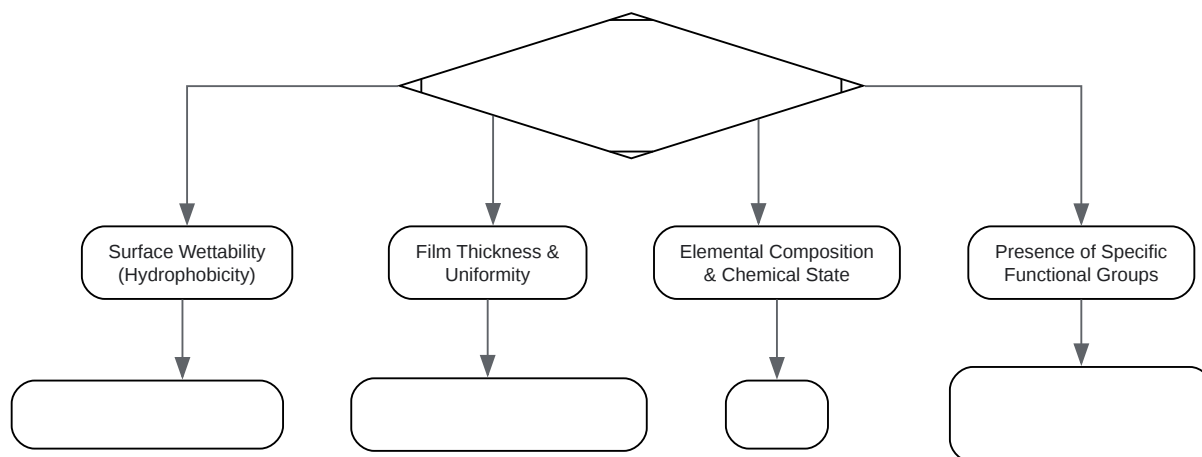 Surface Wettability
(Hydrophobicity)
Film Thickness &
Uniformity
Elemental Composition
& Chemical State
Presence of Specific
Functional Groups